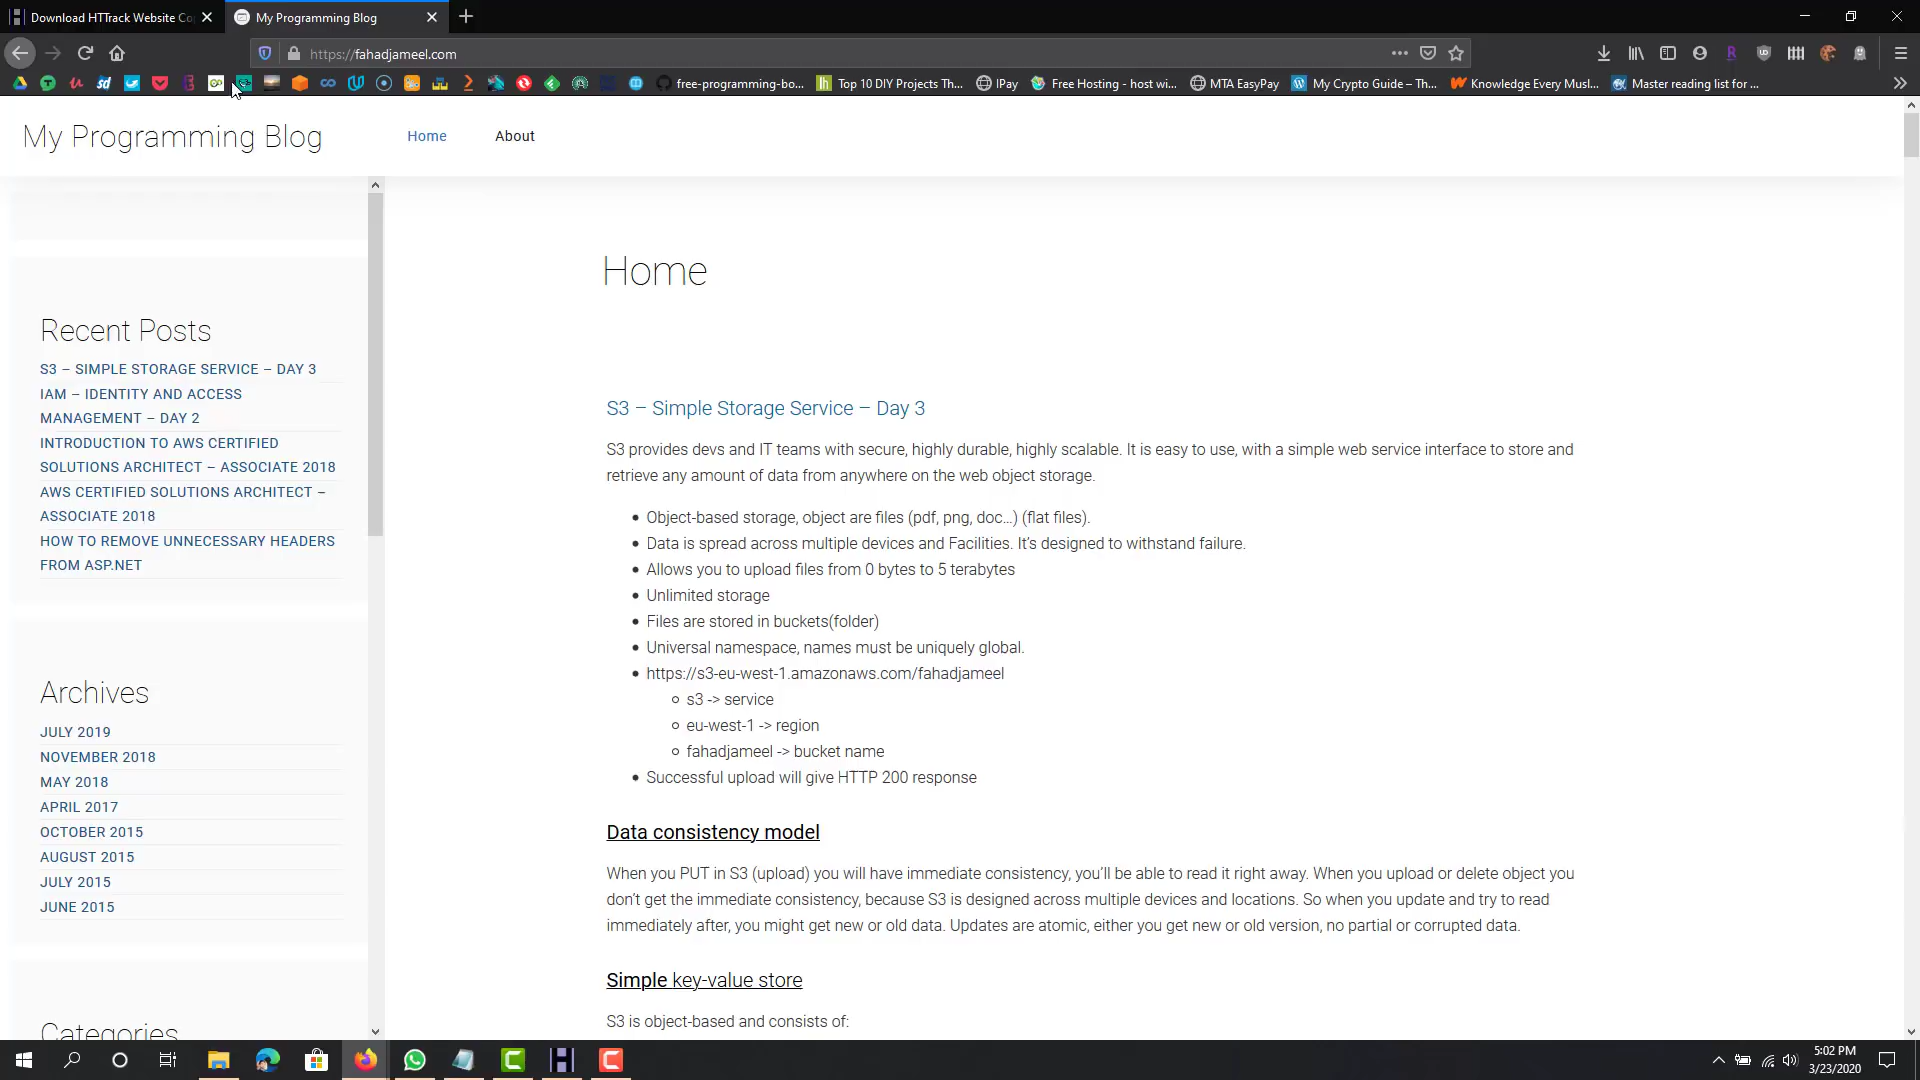 Download HTTrack Website Co
My Programming Blog
https://fahadjameel.com
free-programming-bo...
Top 10 DIY Projects Th...
IPay
Free Hosting - host wi...
MTA EasyPay
My Crypto Guide – Th...
Knowledge Every Musl...
Master reading list for ...
My Programming Blog
Home
About
Recent Posts
S3 – SIMPLE STORAGE SERVICE – DAY 3
IAM – IDENTITY AND ACCESS
MANAGEMENT – DAY 2
INTRODUCTION TO AWS CERTIFIED
SOLUTIONS ARCHITECT – ASSOCIATE 2018
AWS CERTIFIED SOLUTIONS ARCHITECT –
ASSOCIATE 2018
HOW TO REMOVE UNNECESSARY HEADERS
FROM ASP.NET
Archives
JULY 2019
NOVEMBER 2018
MAY 2018
APRIL 2017
OCTOBER 2015
AUGUST 2015
JULY 2015
JUNE 2015
Categories
Home
S3 – Simple Storage Service – Day 3
S3 provides devs and IT teams with secure, highly durable, highly scalable. It is easy to use, with a simple web service interface to store and
retrieve any amount of data from anywhere on the web object storage.
Object-based storage, object are files (pdf, png, doc...) (flat files).
Data is spread across multiple devices and Facilities. It's designed to withstand failure.
Allows you to upload files from 0 bytes to 5 terabytes
Unlimited storage
Files are stored in buckets(folder)
Universal namespace, names must be uniquely global.
https://s3-eu-west-1.amazonaws.com/fahadjameel
s3 -> service
eu-west-1 -> region
fahadjameel -> bucket name
Successful upload will give HTTP 200 response
Data consistency model
When you PUT in S3 (upload) you will have immediate consistency, you'll be able to read it right away. When you upload or delete object you
don't get the immediate consistency, because S3 is designed across multiple devices and locations. So when you update and try to read
immediately after, you might get new or old data. Updates are atomic, either you get new or old version, no partial or corrupted data.
Simple key-value store
S3 is object-based and consists of:
5:02 PM
3/23/2020